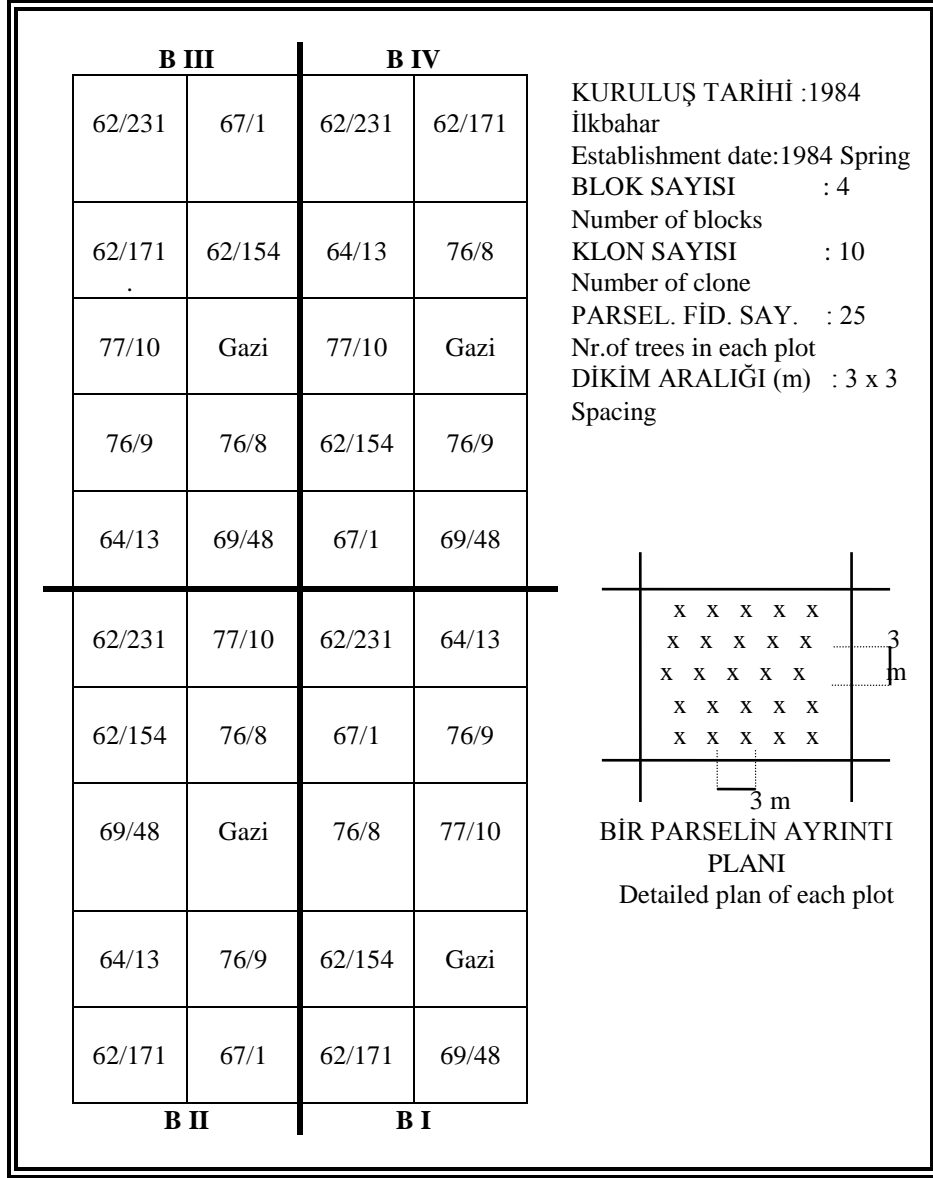 B III B IV
62/231 67/1 62/231 62/171
62/171 62/154 64/13 76/8
.
77/10 Gazi 77/10 Gazi
76/9 76/8 62/154 76/9
64/13 69/48 67/1 69/48
62/231 77/10 62/231 64/13
62/154 76/8 67/1 76/9
69/48 Gazi 76/8 77/10
64/13 76/9 62/154 Gazi
62/171 67/1 62/171 69/48
B II B I
KURULUŞ TARİHİ :1984
İlkbahar
Establishment date:1984 Spring
BLOK SAYISI : 4
Number of blocks
KLON SAYISI : 10
Number of clone
PARSEL. FİD. SAY. : 25
Nr.of trees in each plot
DİKİM ARALIĞI (m) : 3 x 3
Spacing
x x x x x
x x x x x 3
x x x x x m
x x x x x
x x x x x
3 m
BİR PARSELİN AYRINTI
PLANI
Detailed plan of each plot